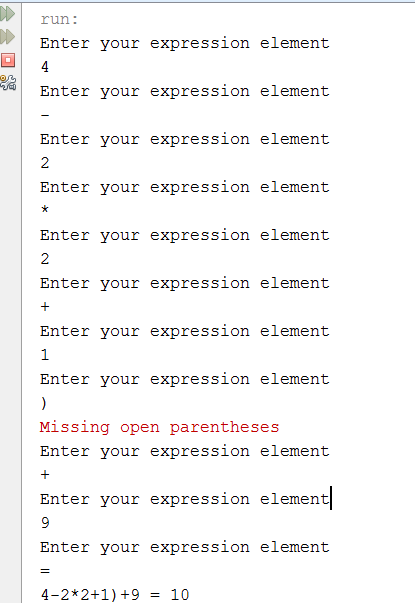 run:
Enter your expression element
4
Enter your expression element
-
Enter your expression element
2
Enter your expression element
*
Enter your expression element
2
Enter your expression element
+
Enter your expression element
1
Enter your expression element
)
Missing open parentheses
Enter your expression element
+
Enter your expression element
9
Enter your expression element
=
4-2*2+1)+9 = 10